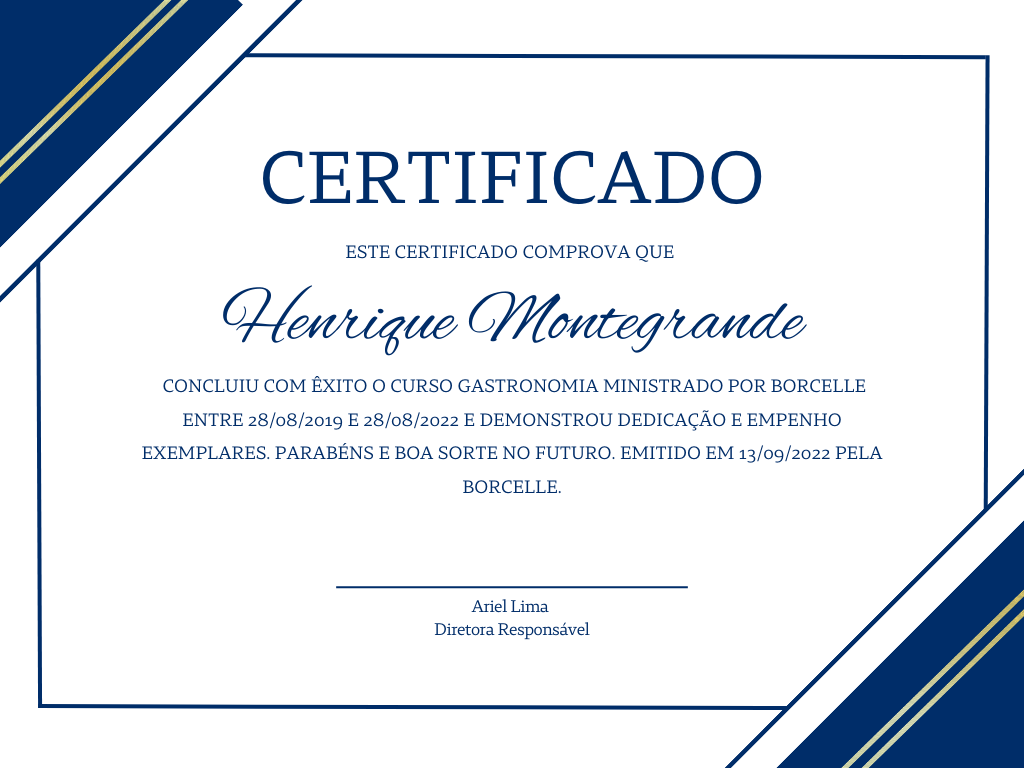 CERTIFICADO
ESTE CERTIFICADO COMPROVA QUE
Henrique Montegrande
CONCLUIU COM ÊXITO O CURSO GASTRONOMIA MINISTRADO POR BORCELLE
ENTRE 28/08/2019 E 28/08/2022 E DEMONSTROU DEDICAÇÃO E EMPENHO
EXEMPLARES. PARABÉNS E BOA SORTE NO FUTURO. EMITIDO EM 13/09/2022 PELA
BORCELLE.
Ariel Lima
Diretora Responsável